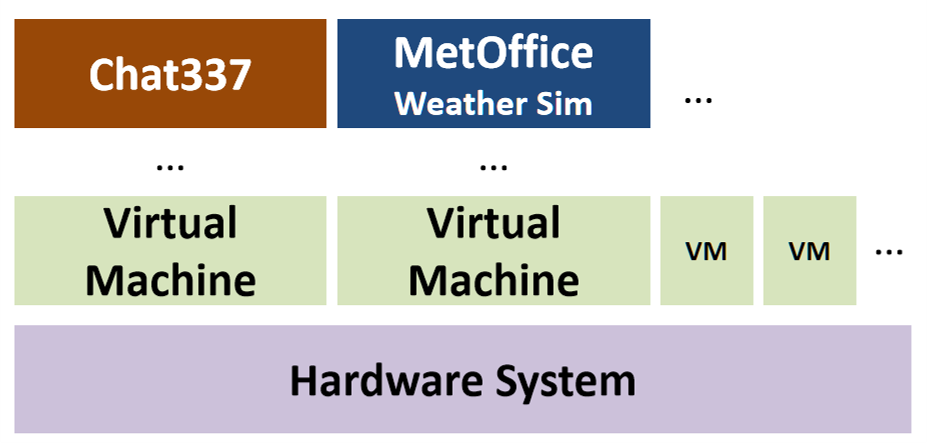 Chat337
MetOffice
Weather Sim
...
...
...
Virtual
Machine
Virtual
Machine
VM
VM
...
Hardware System